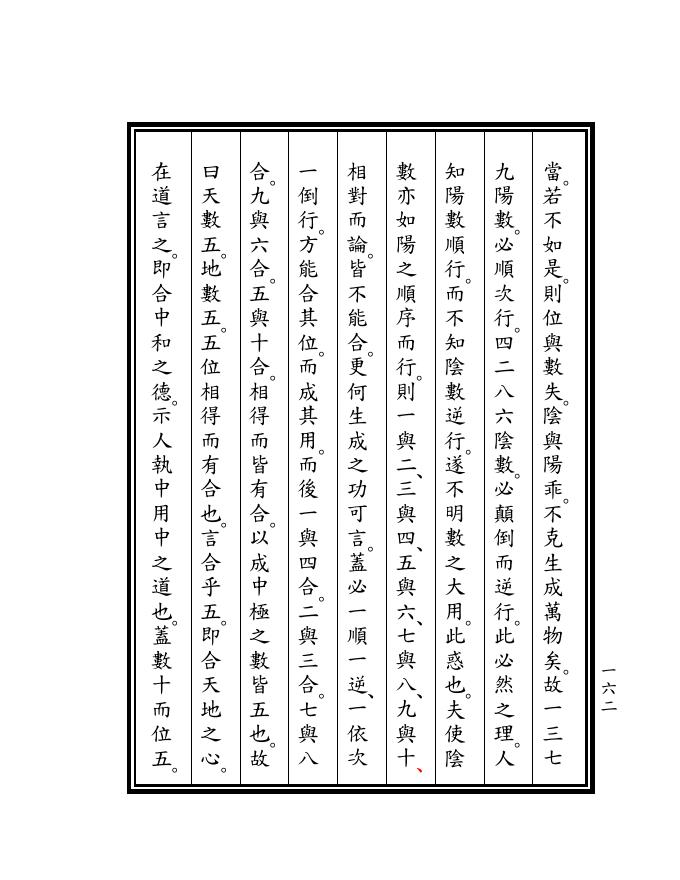 當。若不如是。則位與數失。陰與陽乖。不克生成萬物矣。故一三七
九陽數。必順次行。四二八六陰數。必顛倒而逆行。此必然之理。人
知陽數順行。而不知陰數逆行。遂不明數之大用。此惑也。夫使陰
數亦如陽之順序而行。則一與二、三與四、五與六、七與八、九與十、
相對而論。皆不能合。更何生成之功可言。蓋必一順一逆、一依次
一倒行。方能合其位。而成其用。而後一與四合。二與三合。七與八
合。九與六合。五與十合。相得而皆有合。以成中極之數皆五也。故
曰天數五。地數五。五位相得而有合也。言合乎五。即合天地之心。
在道言之。即合中和之德。示人執中用中之道也。蓋數十而位五。
一六二